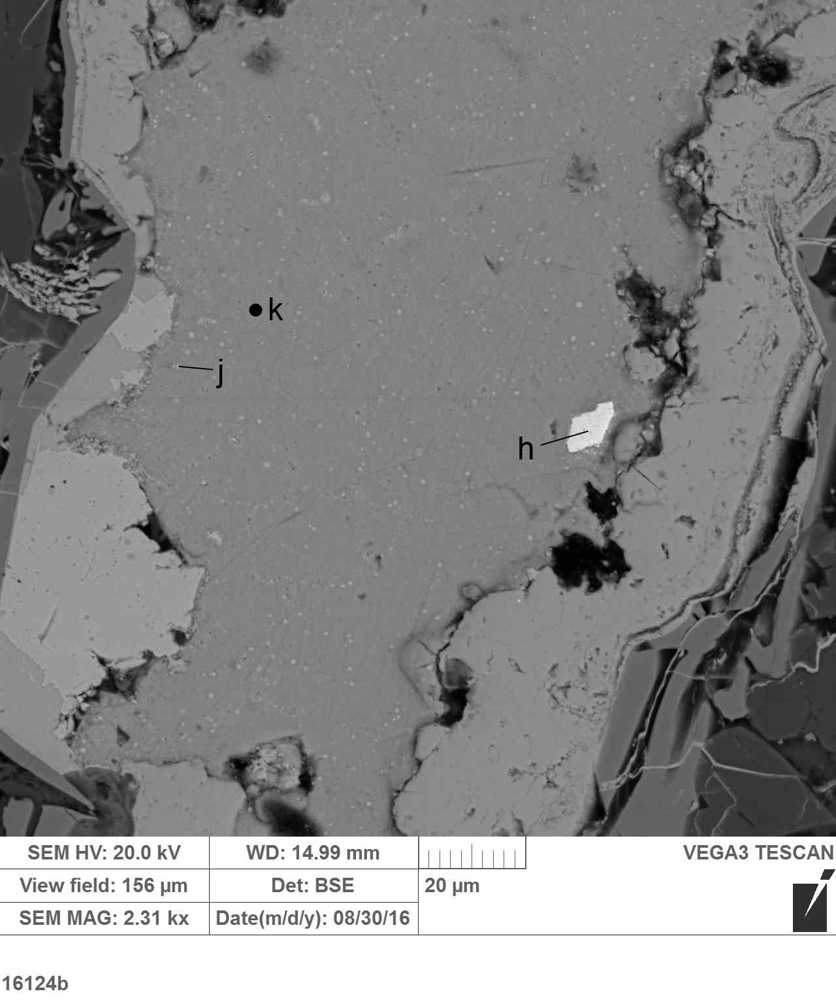 k
j
h
SEM HV: 20.0 kV
WD: 14.99 mm
VEGA3 TESCAN
View field: 156 µm
Det: BSE
20 µm
SEM MAG: 2.31 kx
Date(m/d/y): 08/30/16
16124b